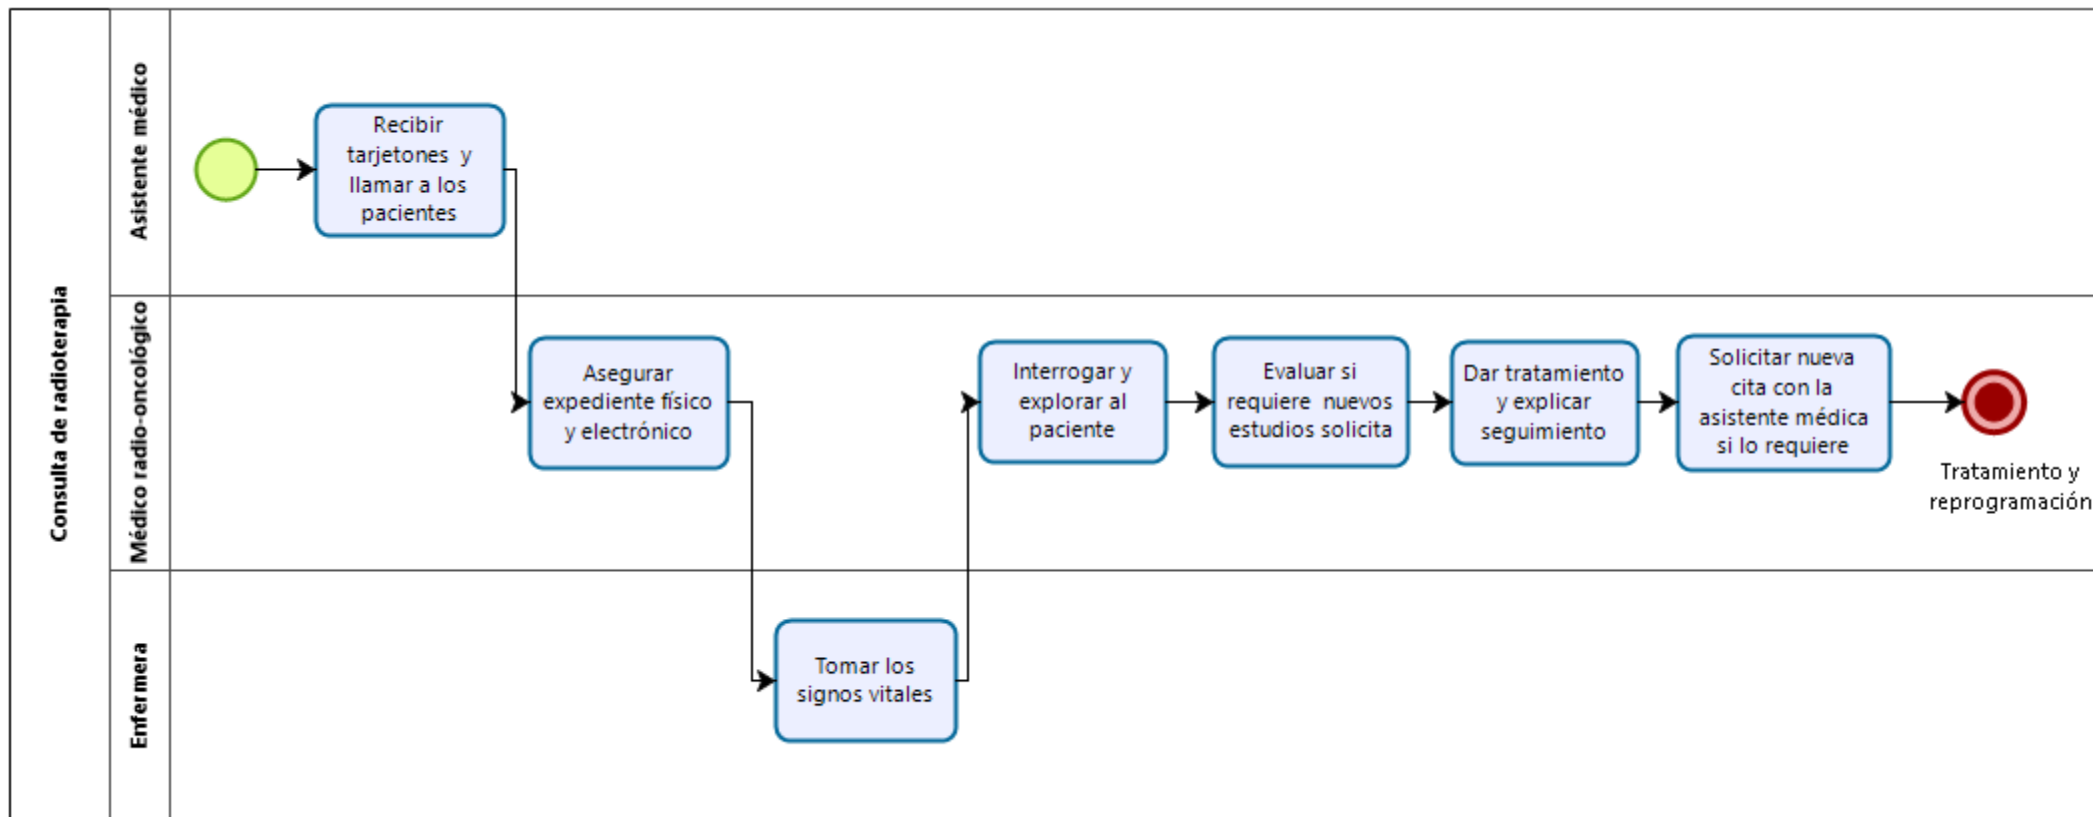 Consulta de radioterapia
Asistente médico
Recibir
tarjetones y
llamar a los
pacientes
Médico radio-oncológico
Asegurar
expediente físico
y electrónico
Interrogar y
explorar al
paciente
Evaluar si
requiere nuevos
estudios solicita
Dar tratamiento
y explicar
seguimiento
Solicitar nueva
cita con la
asistente médica
si lo requiere
Tratamiento y
reprogramación
Enfermera
Tomar los
signos vitales